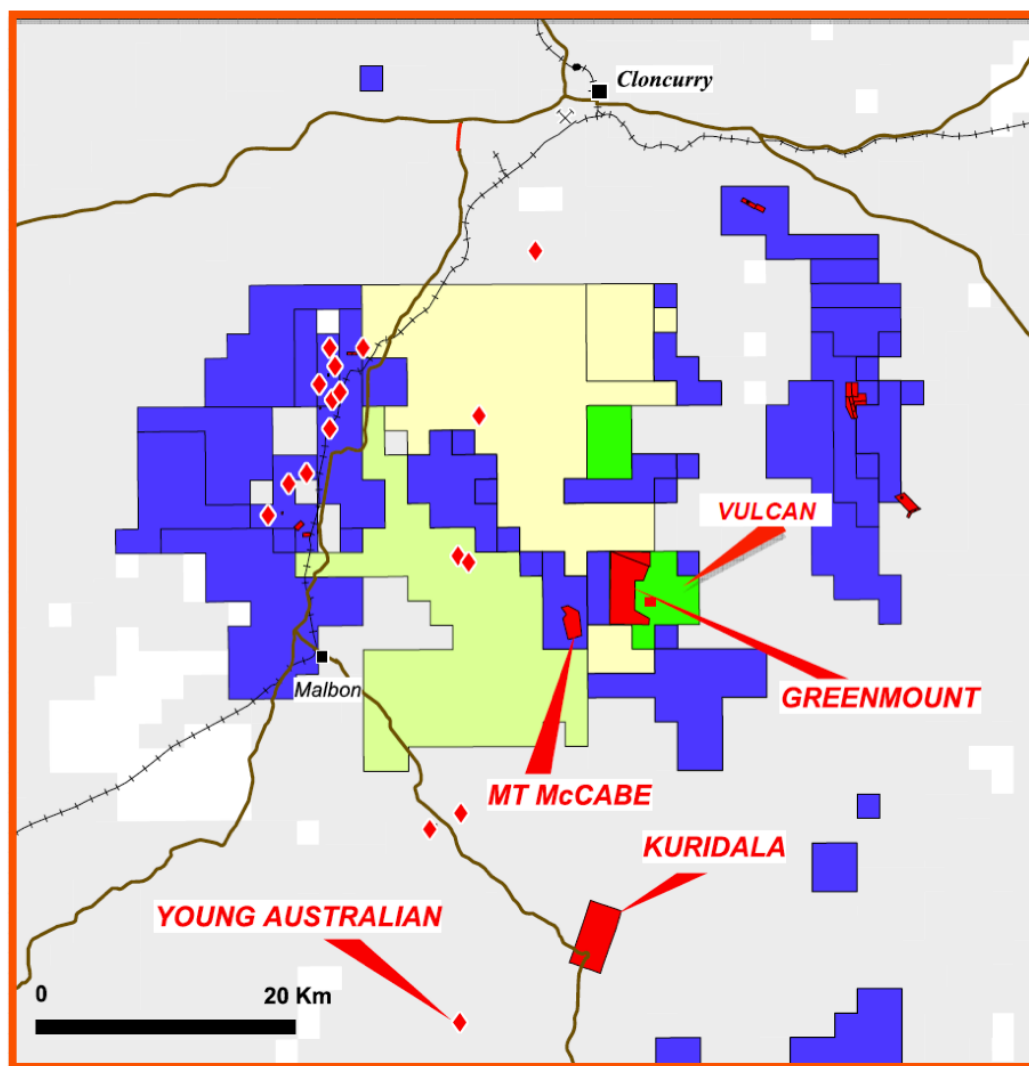 Cloncurry
VULCAN
GREENMOUNT
Malbon
MT McCABE
KURIDALA
YOUNG AUSTRALIAN
0 20 Km